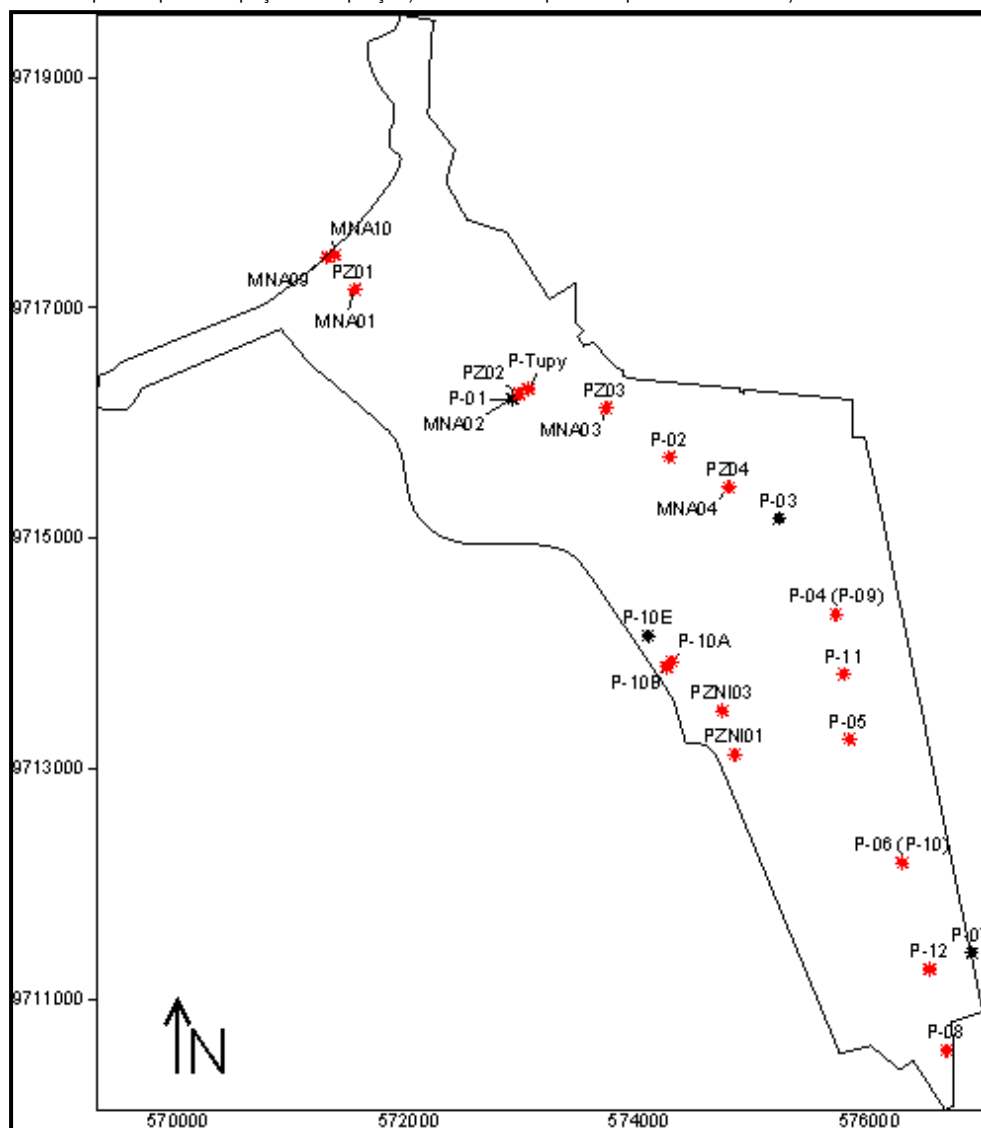 9719000
MNA10
MNA09
PZ01
9717000
MNA01
P-Tupy
PZ02
PZ03
P-01
MNA02
MNA03
P-02
PZ04
P-03
MNA04
9715000
P-04 (P-09)
P-10E
P-10A
P-11
P-10B
PZNI03
P-05
PZNI01
9713000
P-06 (P-10)
P-12
9711000
P-08
N
570000 572000 574000 576000